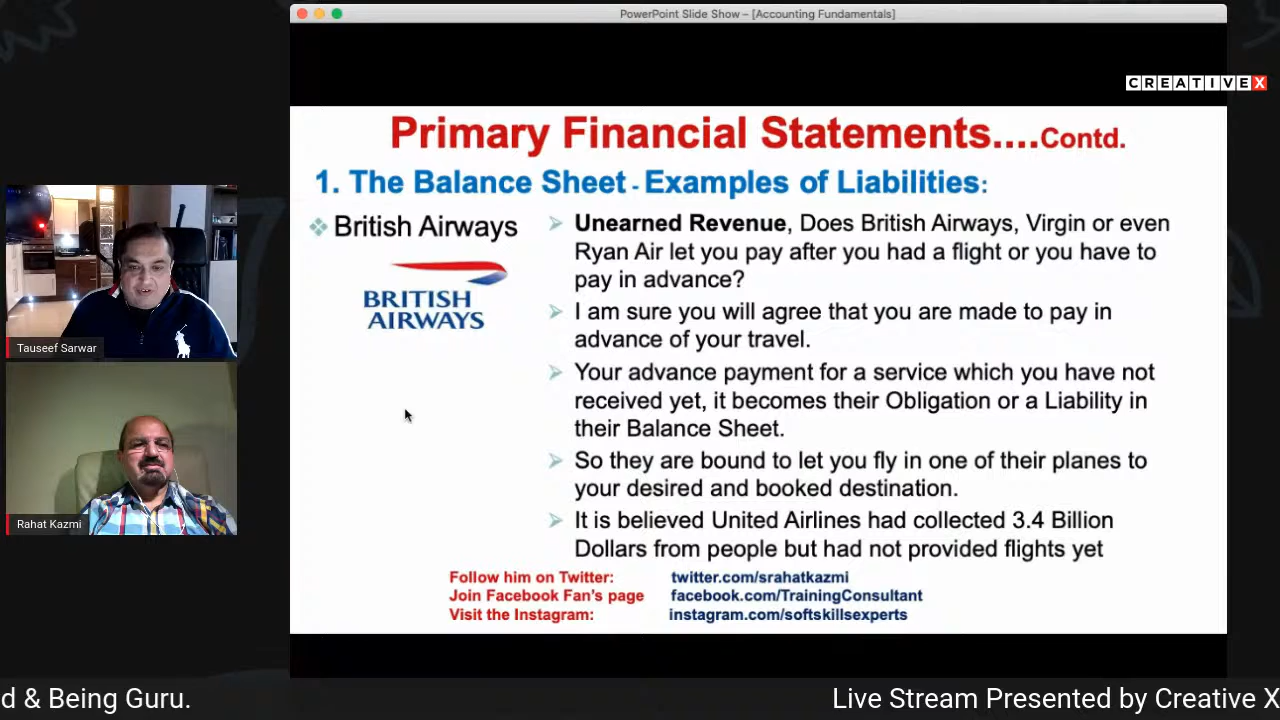 PowerPoint Slide Show – [Accounting Fundamentals]
CREATIVEX
Primary Financial Statements....Contd.
1. The Balance Sheet - Examples of Liabilities:
British Airways
BRITISH
AIRWAYS
Unearned Revenue, Does British Airways, Virgin or even
Ryan Air let you pay after you had a flight or you have to
pay in advance?
I am sure you will agree that you are made to pay in
advance of your travel.
Your advance payment for a service which you have not
received yet, it becomes their Obligation or a Liability in
their Balance Sheet.
So they are bound to let you fly in one of their planes to
your desired and booked destination.
It is believed United Airlines had collected 3.4 Billion
Dollars from people but had not provided flights yet
Follow him on Twitter: twitter.com/srahatkazmi
Join Facebook Fan's page facebook.com/TrainingConsultant
Visit the Instagram: instagram.com/softskillsexperts
Tauseef Sarwar
Rahat Kazmi
d & Being Guru. Live Stream Presented by Creative X